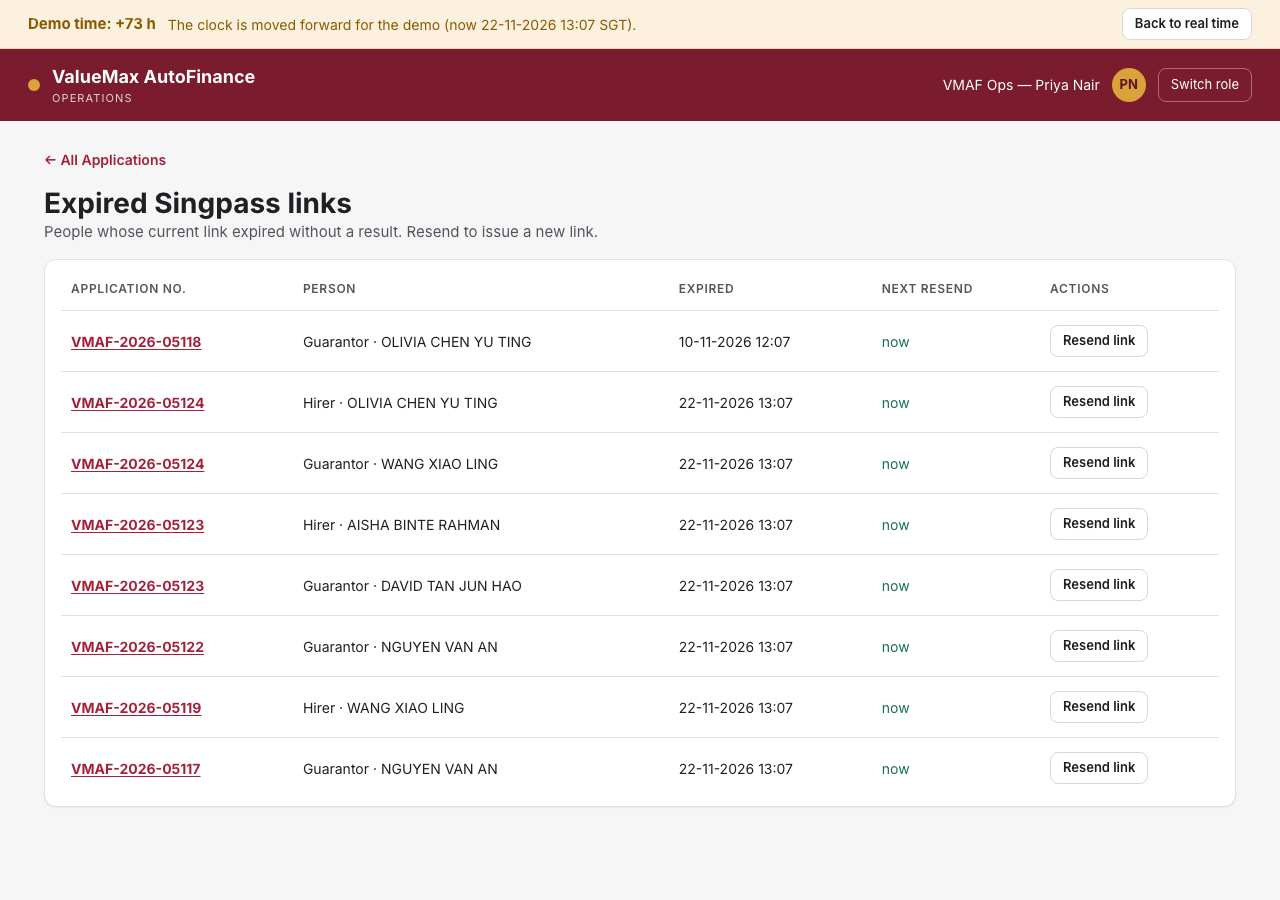 Demo time: +73 h The clock is moved forward for the demo (now 22-11-2026 13:07 SGT). Back to real time
ValueMax AutoFinance
OPERATIONS
VMAF Ops — Priya Nair PN Switch role
← All Applications
Expired Singpass links
People whose current link expired without a result. Resend to issue a new link.
APPLICATION NO. PERSON EXPIRED NEXT RESEND ACTIONS
VMAF-2026-05118 Guarantor · OLIVIA CHEN YU TING 10-11-2026 12:07 now Resend link
VMAF-2026-05124 Hirer · OLIVIA CHEN YU TING 22-11-2026 13:07 now Resend link
VMAF-2026-05124 Guarantor · WANG XIAO LING 22-11-2026 13:07 now Resend link
VMAF-2026-05123 Hirer · AISHA BINTE RAHMAN 22-11-2026 13:07 now Resend link
VMAF-2026-05123 Guarantor · DAVID TAN JUN HAO 22-11-2026 13:07 now Resend link
VMAF-2026-05122 Guarantor · NGUYEN VAN AN 22-11-2026 13:07 now Resend link
VMAF-2026-05119 Hirer · WANG XIAO LING 22-11-2026 13:07 now Resend link
VMAF-2026-05117 Guarantor · NGUYEN VAN AN 22-11-2026 13:07 now Resend link